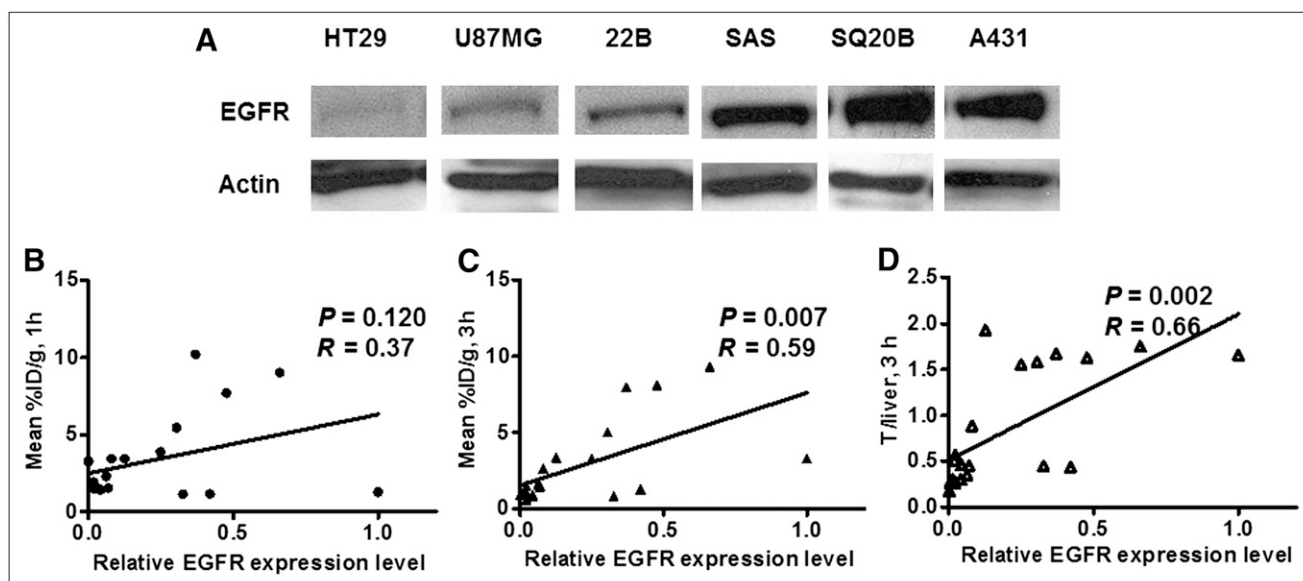 A
HT29 U87MG 22B SAS SQ20B A431
EGFR
Actin
B
15
10
5
0
0.0 0.5 1.0
Mean %ID/g, 1h
P = 0.120
R = 0.37
Relative EGFR expression level
C
15
10
5
0
0.0 0.5 1.0
Mean %ID/g, 3h
P = 0.007
R = 0.59
Relative EGFR expression level
D
2.5
2.0
1.5
1.0
0.5
0.0
0.0 0.5 1.0
T/liver, 3 h
P = 0.002
R = 0.66
Relative EGFR expression level